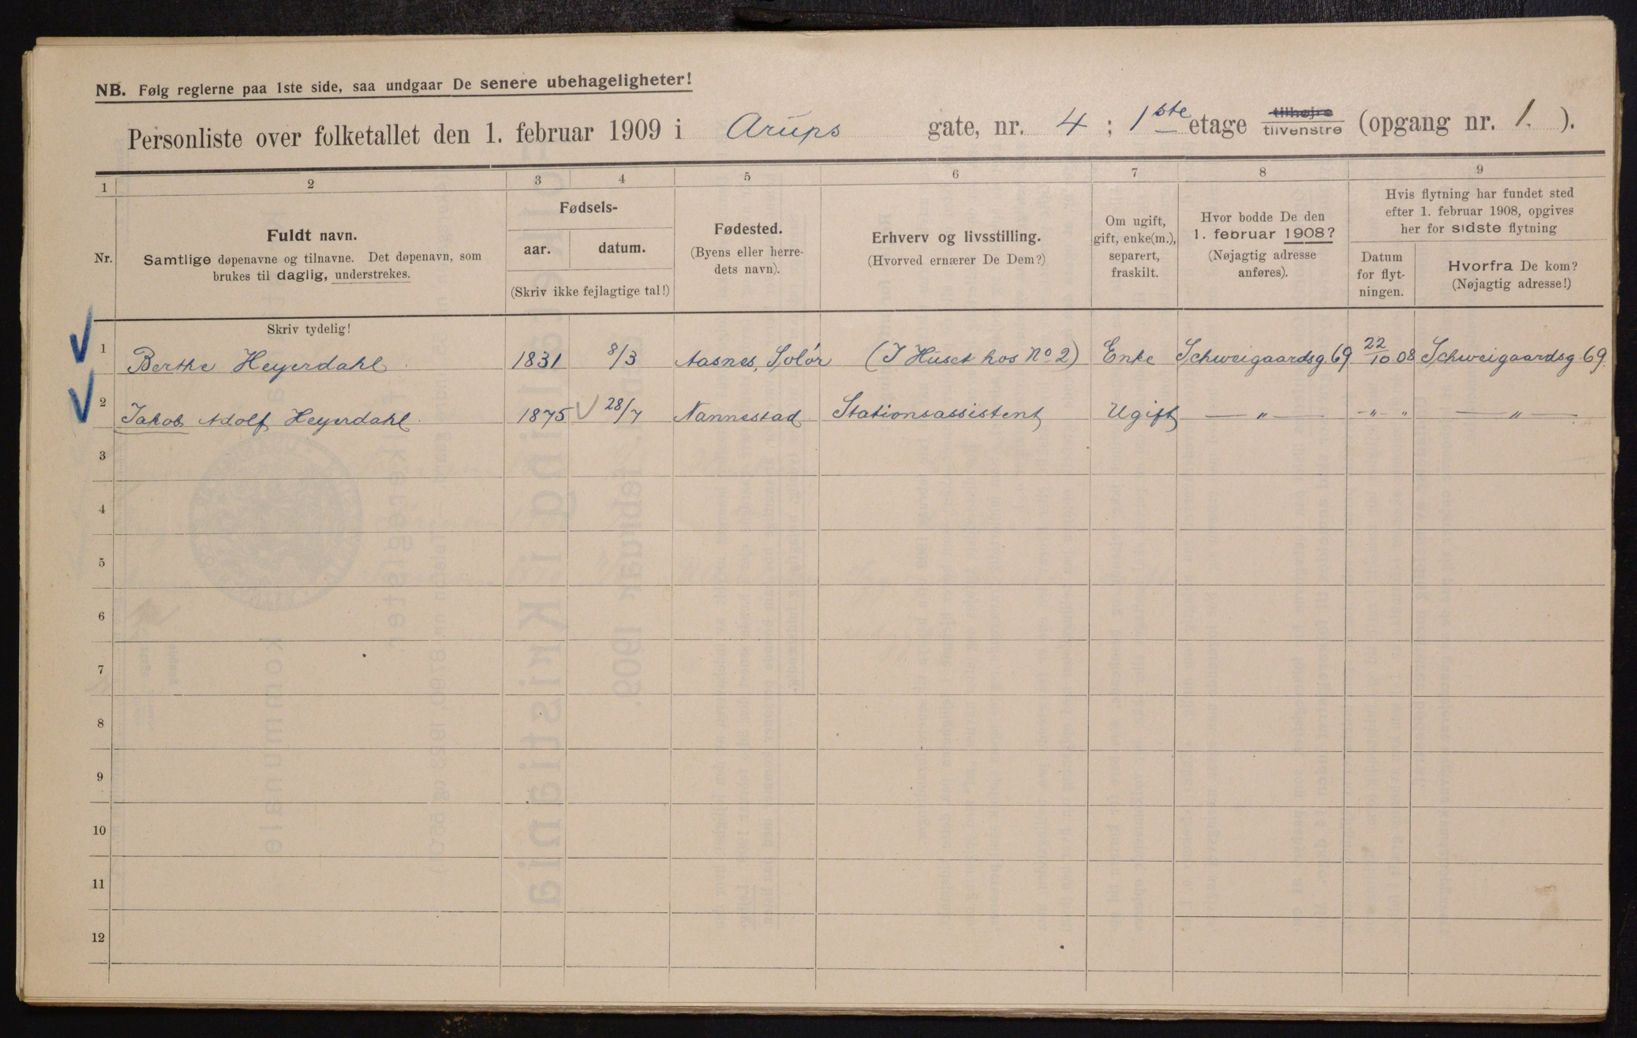 NB. Følg reglerne paa 1ste side, saa undgaar De senere ubehageligheter!
Personliste over folketallet den 1. februar 1909 i Arups gate, nr. 4 ; 1ste etage tilhøjre tilvenstre (opgang nr. 1. ).
1 2 3 4 5 6 7 8 9
Nr.
Fuldt navn.
Samtlige døpenavne og tilnavne. Det døpenavn, som
brukes til daglig, understrekes.
Fødsels-
aar. datum.
(Skriv ikke fejlagtige tal!)
Fødested.
(Byens eller herre-
dets navn).
Erhverv og livsstilling.
(Hvorved ernærer De Dem?)
Om ugift,
gift, enke(m.),
separert,
fraskilt.
Hvor bodde De den
1. februar 1908?
(Nøjagtig adresse
anføres).
Hvis flytning har fundet sted
efter 1. februar 1908, opgives
her for sidste flytning
Datum
for flyt-
ningen.
Hvorfra De kom?
(Nøjagtig adresse!)
Skriv tydelig!
1 Berthe Heyerdahl 1831 8/3 Aasnes, Solør (I Huset hos No 2) Enke Schweigaardsg 69 22/10 08 Schweigaardsg 69.
2 Jakob Adolf Heyerdahl. 1875 28/7 Nannestad Stationsassistent Ugift — " — - " - " — " —
3
4
5
6
7
8
9
10
11
12